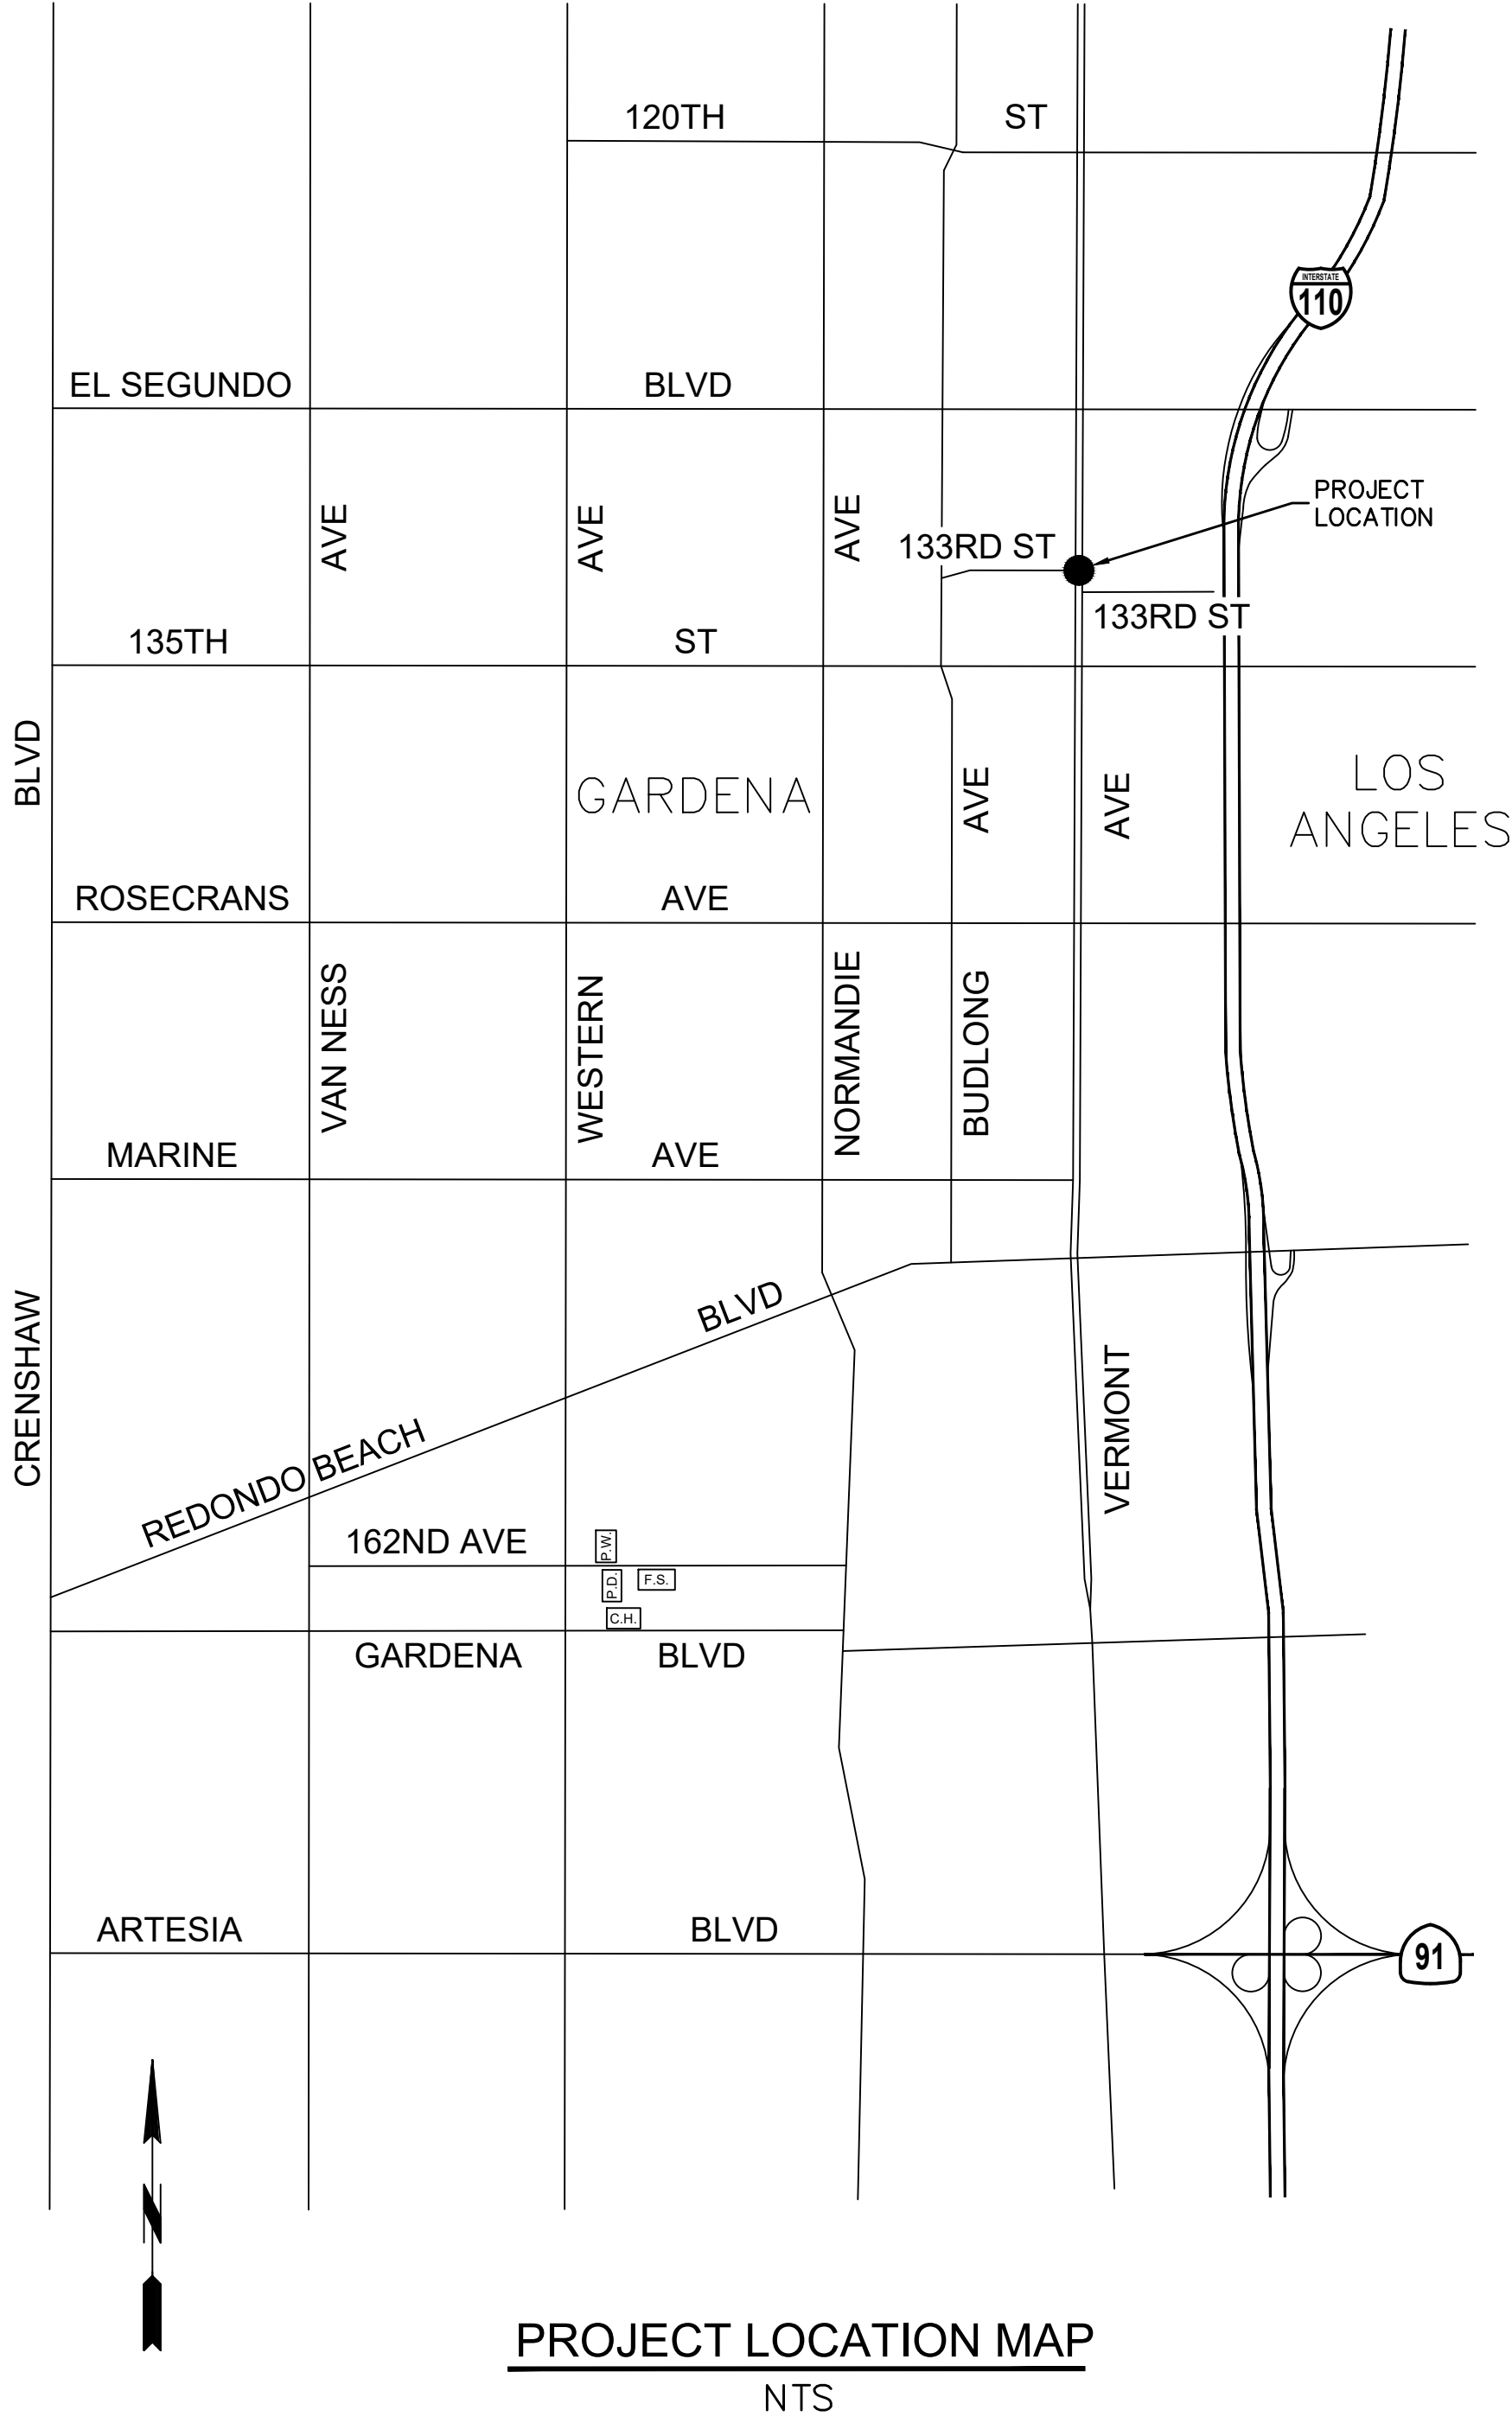 120TH ST
INTERSTATE
110
EL SEGUNDO BLVD
PROJECT
LOCATION
AVE
AVE
AVE
133RD ST
133RD ST
135TH ST
BLVD
GARDENA
LOS
ANGELES
AVE
AVE
ROSECRANS AVE
VAN NESS
WESTERN
NORMANDIE
BUDLONG
MARINE AVE
CRENSHAW
REDONDO BEACH BLVD
VERMONT
162ND AVE
P.W.
P.D.
F.S.
C.H.
GARDENA BLVD
ARTESIA BLVD
91
N
PROJECT LOCATION MAP
NTS